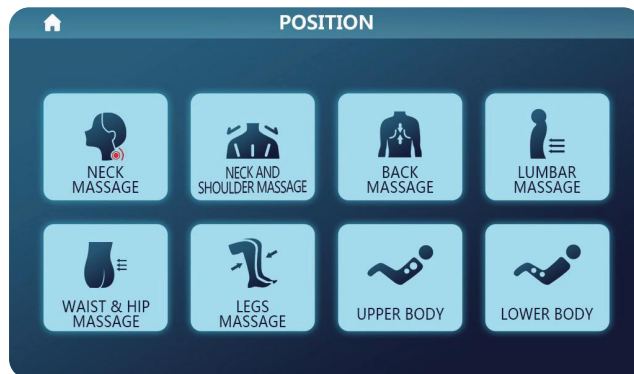 POSITION
NECK
MASSAGE
NECK AND
SHOULDER MASSAGE
BACK
MASSAGE
LUMBAR
MASSAGE
WAIST & HIP
MASSAGE
LEGS
MASSAGE
UPPER BODY
LOWER BODY